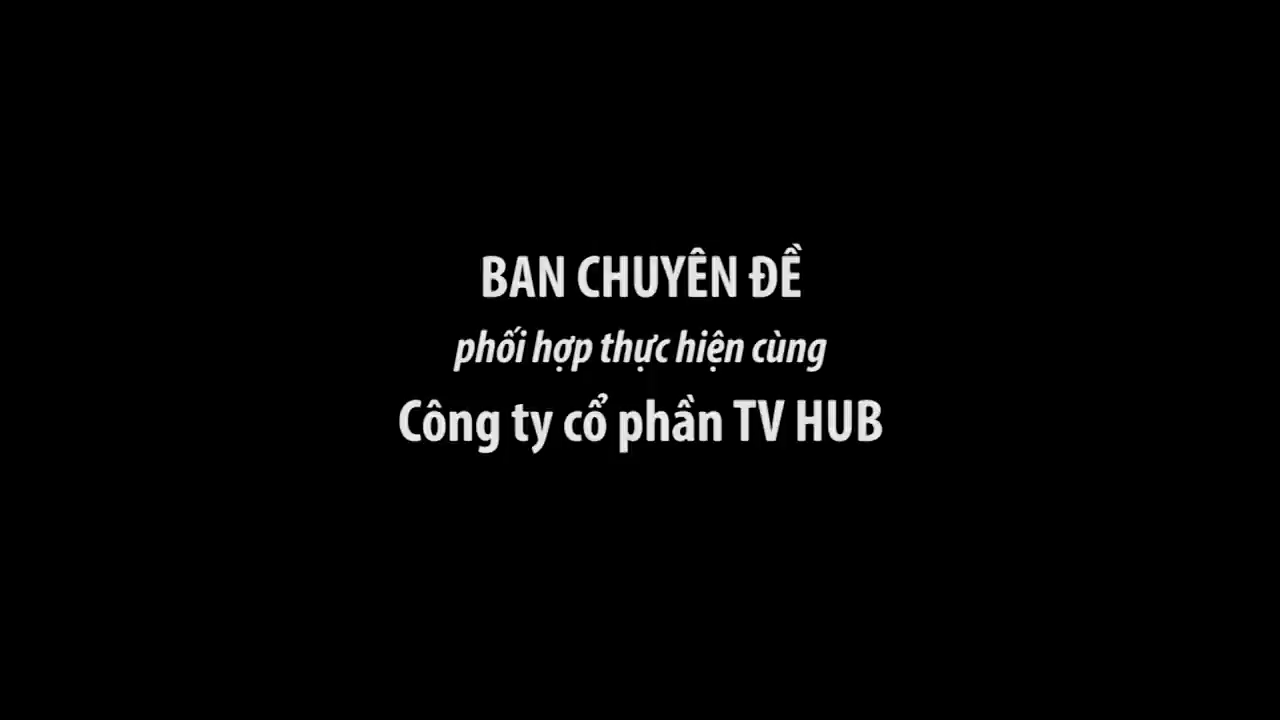 BAN CHUYÊN ĐỀ
phối hợp thực hiện cùng
Công ty cổ phần TV HUB